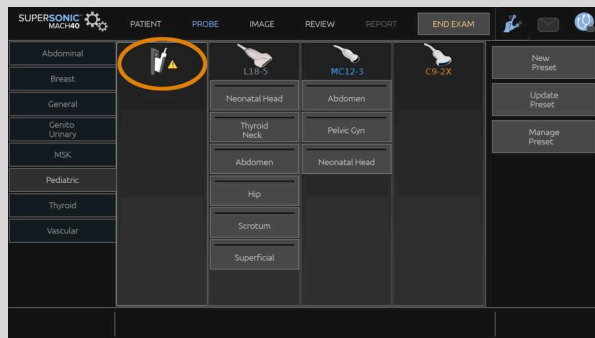 SUPERSONIC
MACH40
PATIENT PROBE IMAGE REVIEW REPORT END EXAM
Abdominal
Breast
General
Genito
Urinary
MSK
Pediatric
Thyroid
Vascular
L18-5
Neonatal Head
Thyroid
Neck
Abdomen
Hip
Scrotum
Superficial
MC12-3
Abdomen
Pelvic Gyn
Neonatal Head
C9-2X
New
Preset
Update
Preset
Manage
Preset